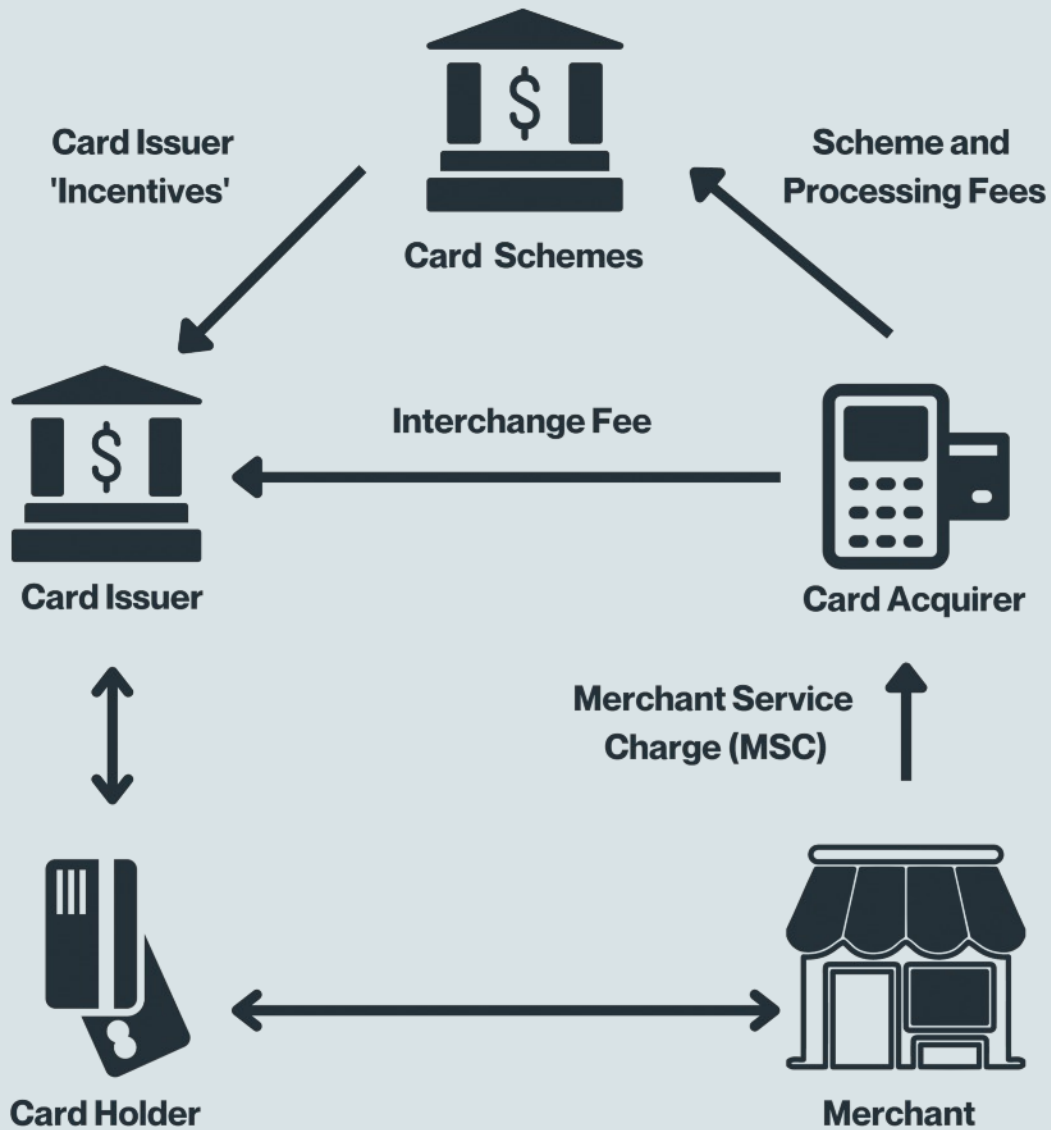 Card Issuer
'Incentives'
Scheme and
Processing Fees
$
Card Schemes
Interchange Fee
$
Card Issuer
Card Acquirer
Merchant Service
Charge (MSC)
Card Holder
Merchant